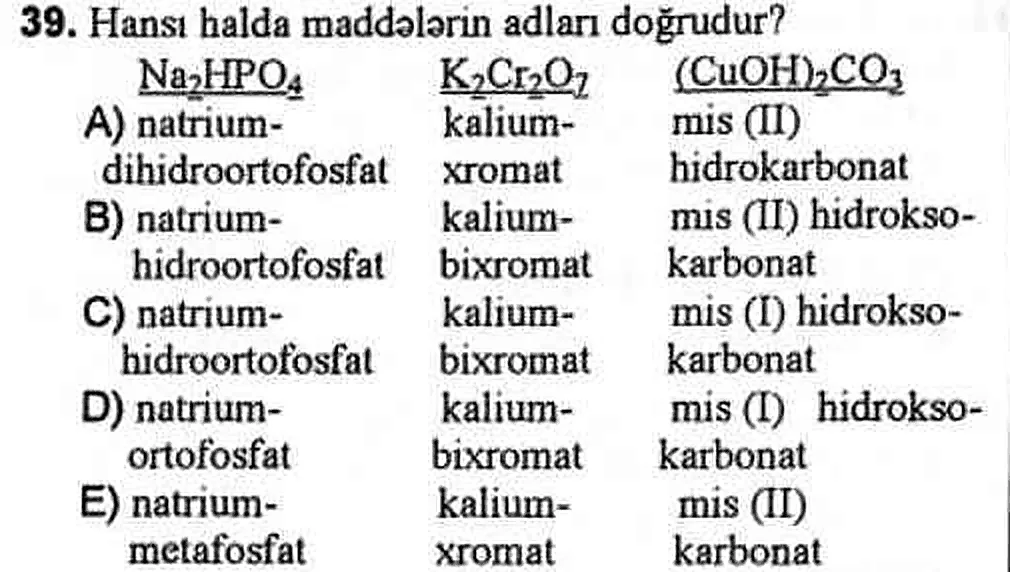 39. Hansı halda maddələrin adları doğrudur?
Na₂HPO₄ K₂Cr₂O₇ (CuOH)₂CO₃
A) natrium- kalium- mis (II)
dihidroortofosfat xromat hidrokarbonat
B) natrium- kalium- mis (II) hidrokso-
hidroortofosfat bixromat karbonat
C) natrium- kalium- mis (I) hidrokso-
hidroortofosfat bixromat karbonat
D) natrium- kalium- mis (I) hidrokso-
ortofosfat bixromat karbonat
E) natrium- kalium- mis (II)
metafosfat xromat karbonat